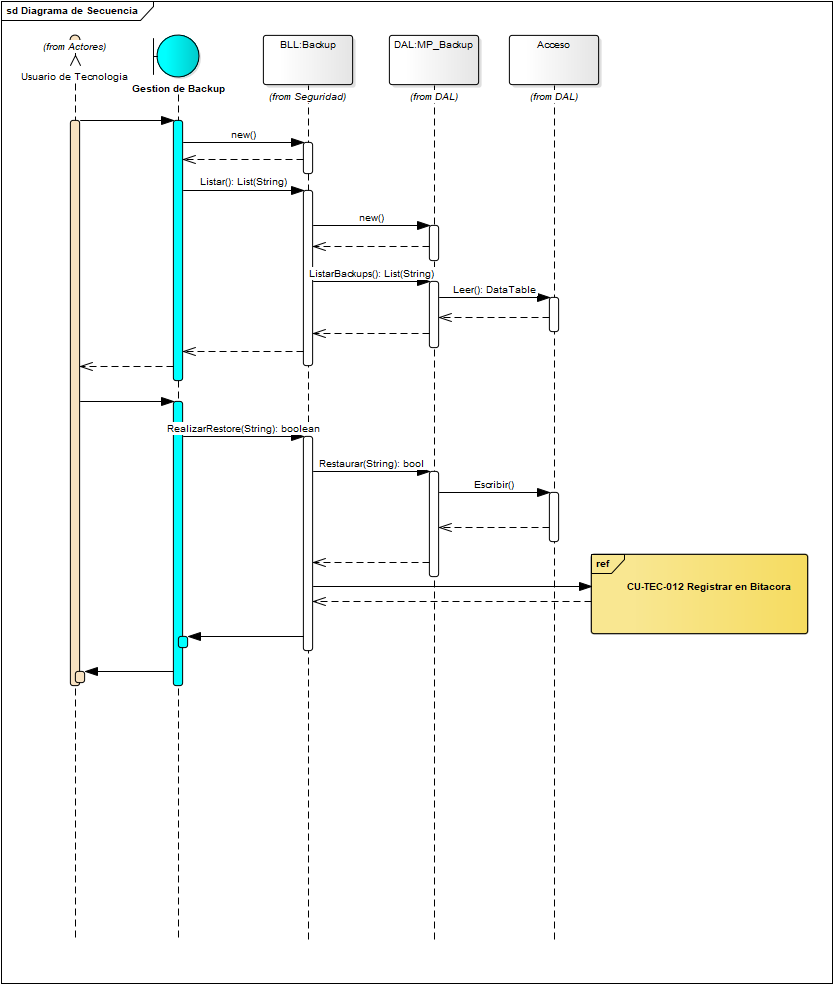 sd Diagrama de Secuencia
(from Actores)
Usuario de Tecnologia
Gestion de Backup
BLL:Backup
(from Seguridad)
DAL:MP_Backup
(from DAL)
Acceso
(from DAL)
new()
Listar(): List(String)
new()
ListarBackups(): List(String)
Leer(): DataTable
RealizarRestore(String): boolean
Restaurar(String): bool
Escribir()
ref
CU-TEC-012 Registrar en Bitacora